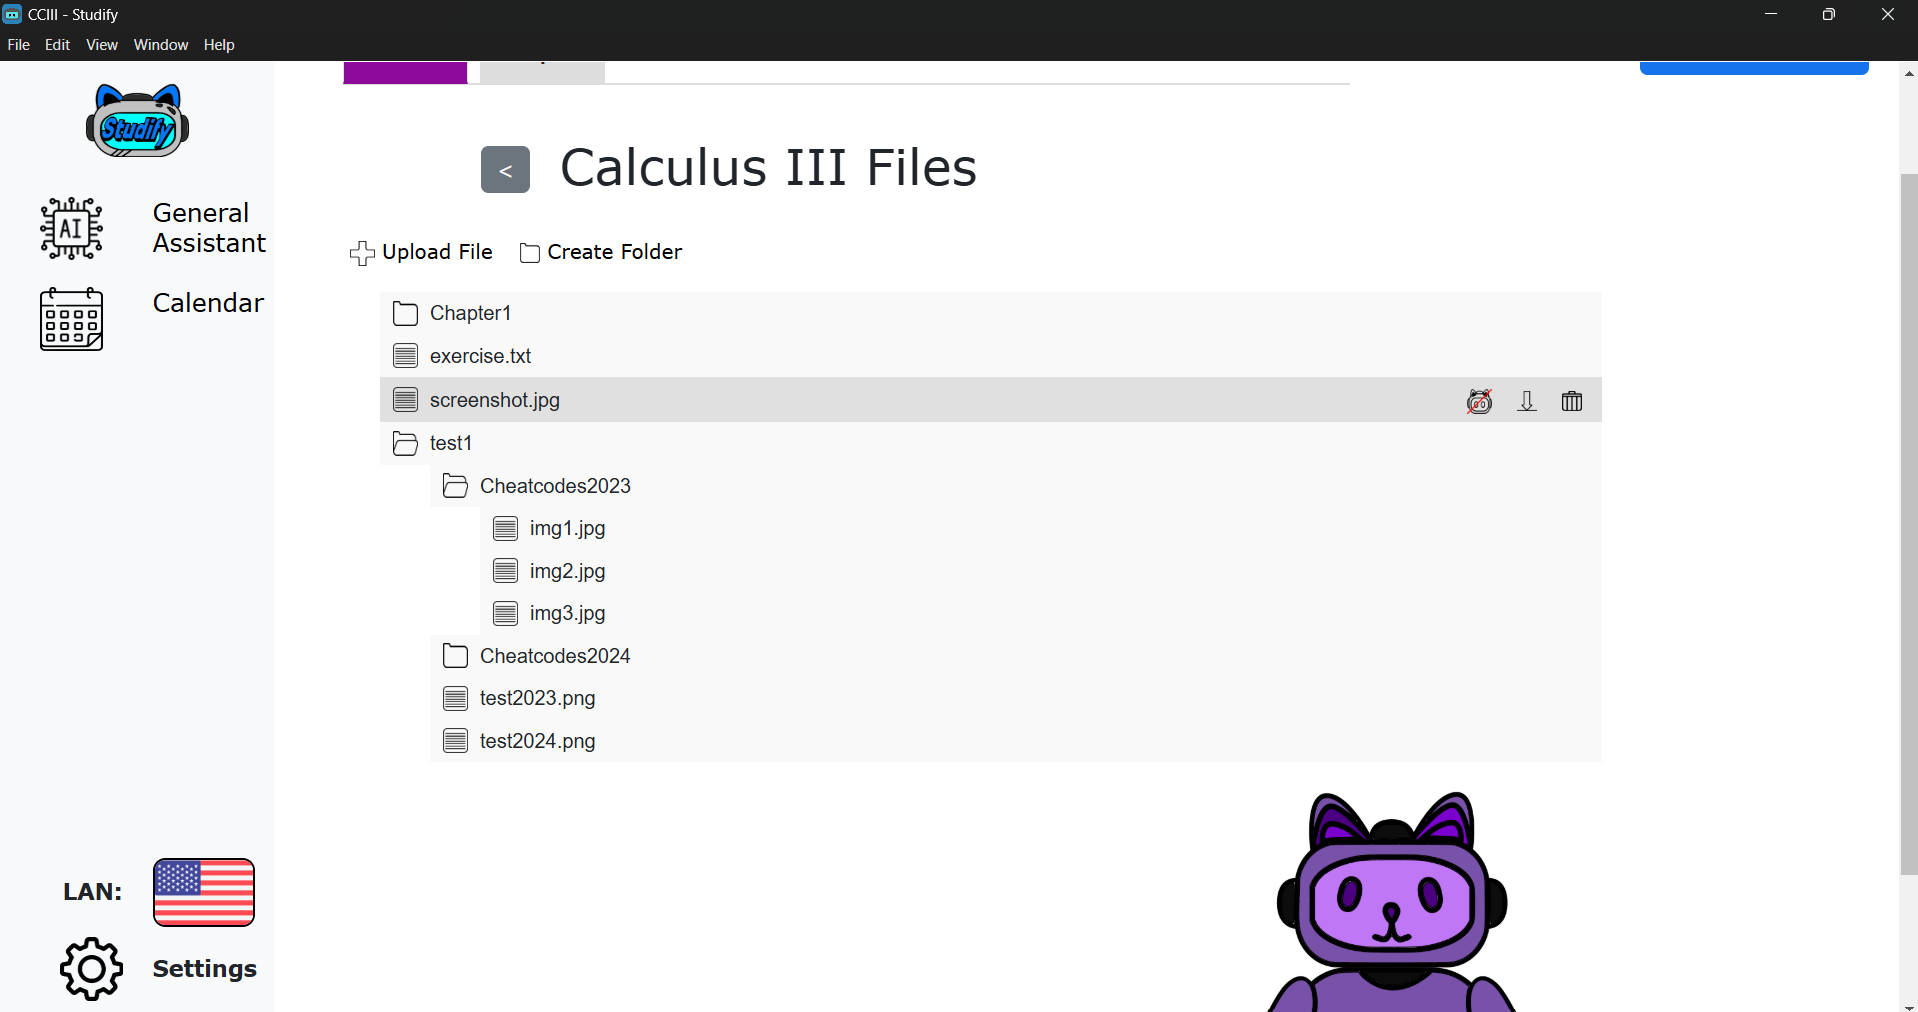 CCIII - Studify
File Edit View Window Help
Studify
AI
General
Assistant
Calendar
< Calculus III Files
Upload File Create Folder
Chapter1
exercise.txt
screenshot.jpg
test1
Cheatcodes2023
img1.jpg
img2.jpg
img3.jpg
Cheatcodes2024
test2023.png
test2024.png
LAN:
Settings